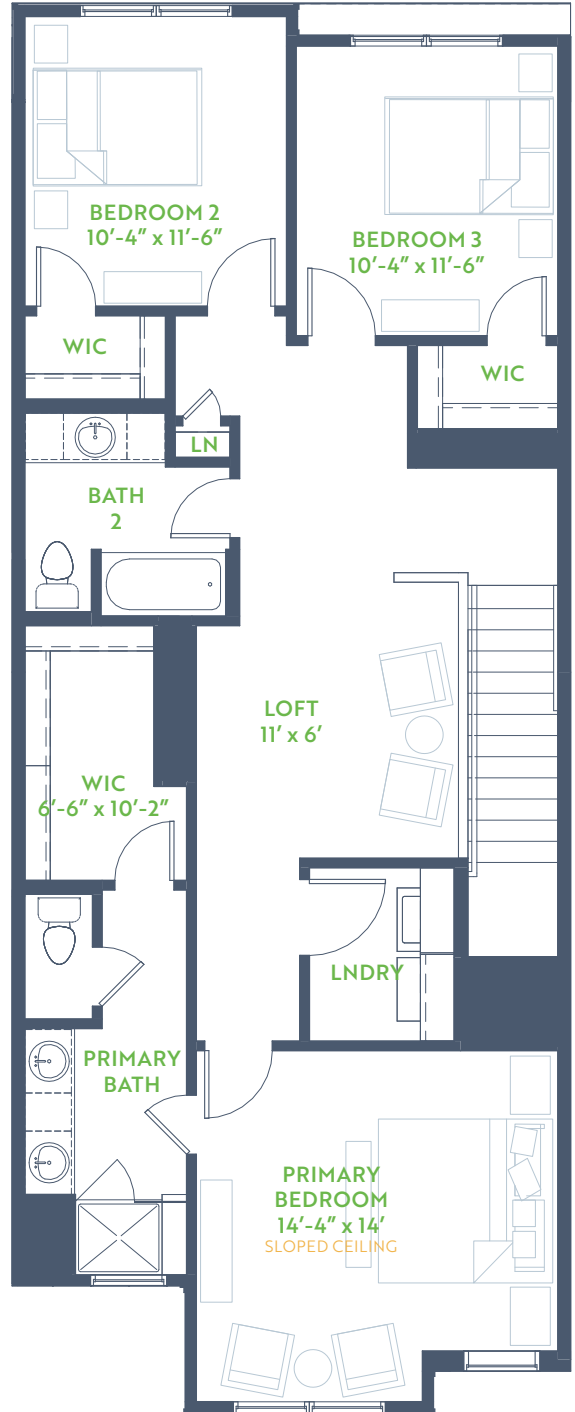 BEDROOM 2
10′-4″ x 11′-6″
BEDROOM 3
10′-4″ x 11′-6″
WIC
WIC
LN
BATH
2
LOFT
11′ x 6′
WIC
6′-6″ x 10′-2″
LNDRY
PRIMARY
BATH
PRIMARY
BEDROOM
14′-4″ x 14′
SLOPED CEILING